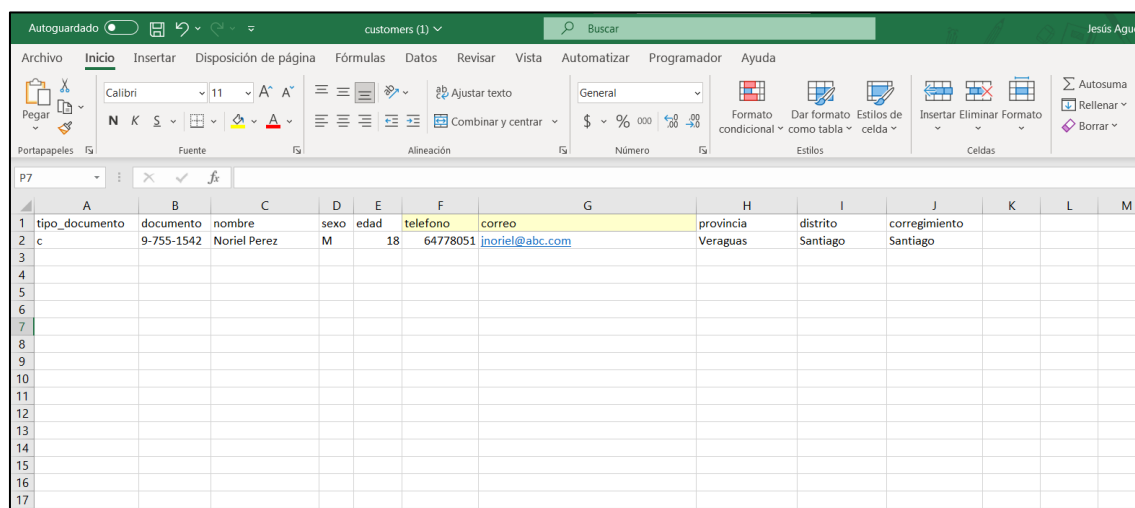 Autoguardado customers (1) Buscar Jesús Agu
Archivo Inicio Insertar Disposición de página Fórmulas Datos Revisar Vista Automatizar Programador Ayuda
Pegar Calibri 11 A^ A˅ Ajustar texto General Formato condicional Dar formato como tabla Estilos de celda Insertar Eliminar Formato Autosuma
N K S A Combinar y centrar $ % 000 Rellenar
Borrar
Portapapeles Fuente Alineación Número Estilos Celdas
P7 fx
A B C D E F G H I J K L M
1 tipo_documento documento nombre sexo edad telefono correo provincia distrito corregimiento
2 c 9-755-1542 Noriel Perez M 18 64778051 jnoriel@abc.com Veraguas Santiago Santiago
3
4
5
6
7
8
9
10
11
12
13
14
15
16
17